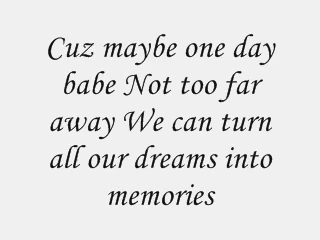 Cuz maybe one day
babe Not too far
away We can turn
all our dreams into
memories